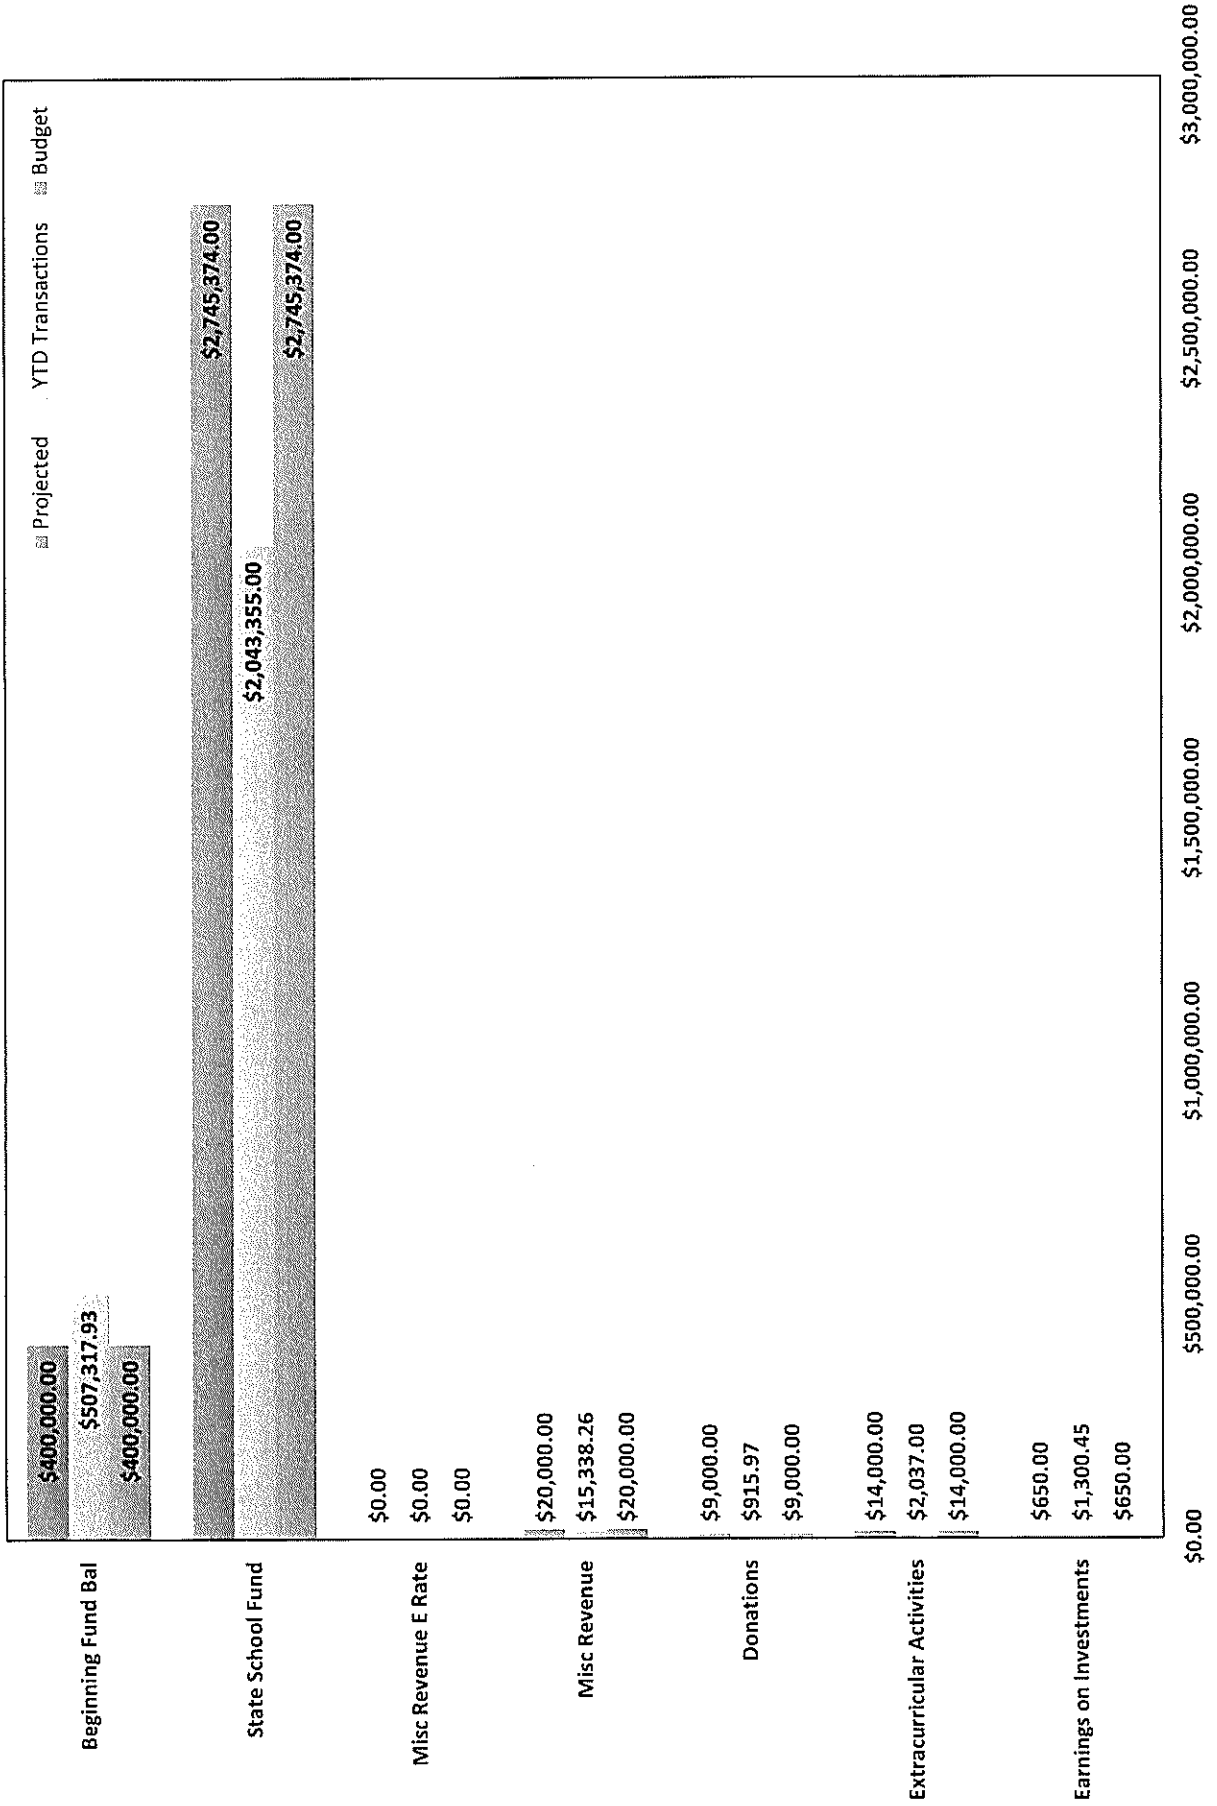 Projected YTD Transactions Budget
Beginning Fund Bal
$400,000.00
$507,317.93
$400,000.00
State School Fund
$2,745,374.00
$2,043,355.00
$2,745,374.00
Misc Revenue E Rate
$0.00
$0.00
$0.00
Misc Revenue
$20,000.00
$15,338.26
$20,000.00
Donations
$9,000.00
$915.97
$9,000.00
Extracurricular Activities
$14,000.00
$2,037.00
$14,000.00
Earnings on Investments
$650.00
$1,300.45
$650.00
$0.00 $500,000.00 $1,000,000.00 $1,500,000.00 $2,000,000.00 $2,500,000.00 $3,000,000.00